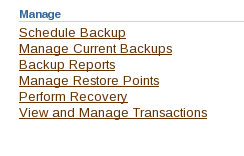 Manage
Schedule Backup
Manage Current Backups
Backup Reports
Manage Restore Points
Perform Recovery
View and Manage Transactions